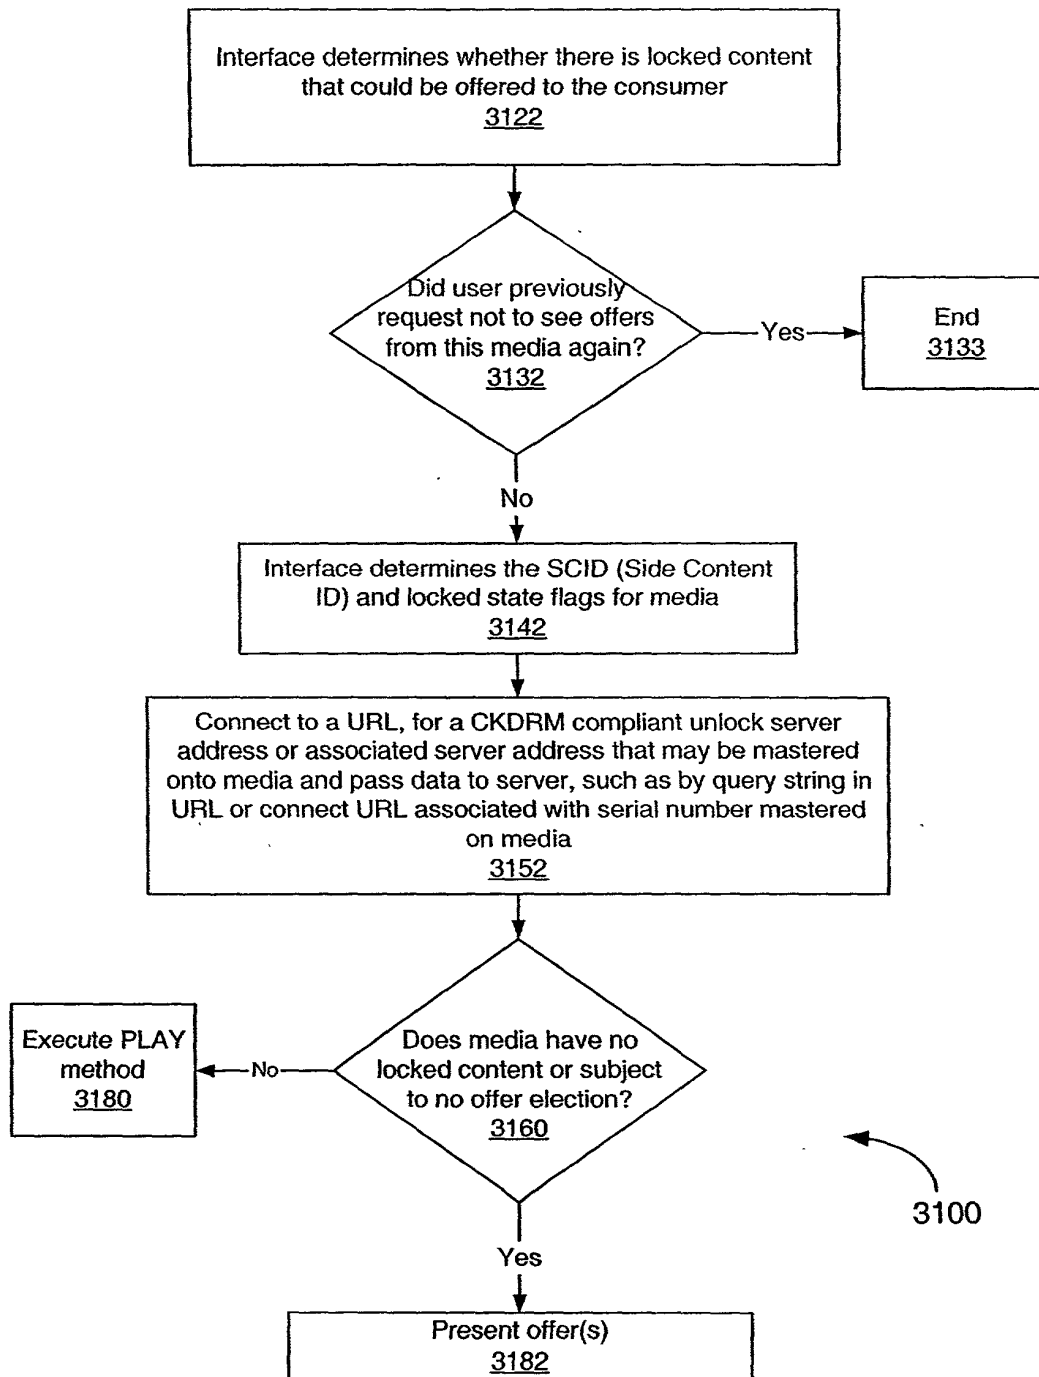 Interface determines whether there is locked content
that could be offered to the consumer
3122
Did user previously
request not to see offers
from this media again?
3132
Yes
End
3133
No
Interface determines the SCID (Side Content
ID) and locked state flags for media
3142
Connect to a URL, for a CKDRM compliant unlock server
address or associated server address that may be mastered
onto media and pass data to server, such as by query string in
URL or connect URL associated with serial number mastered
on media
3152
Execute PLAY
method
3180
No
Does media have no
locked content or subject
to no offer election?
3160
3100
Yes
Present offer(s)
3182